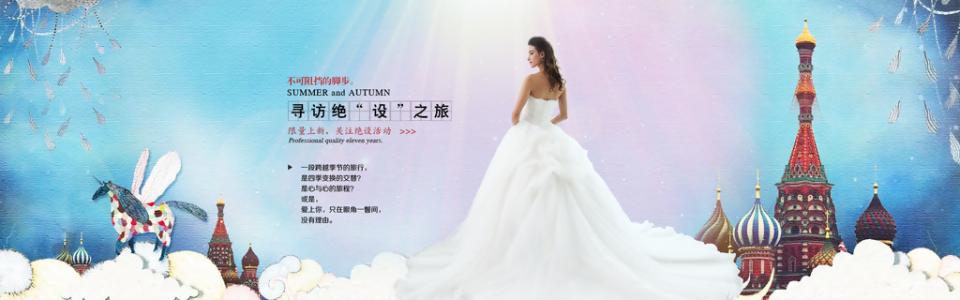 不可阻挡的脚步。
SUMMER and AUTUMN
寻访绝“设”之旅
限量上新，关注绝设活动 >>>
Professional quality eleven years.
一段跨越季节的旅行，
是四季变换的交替？
是心与心的旅程？
或是，
爱上你，只在眼角一瞥间，
没有理由。